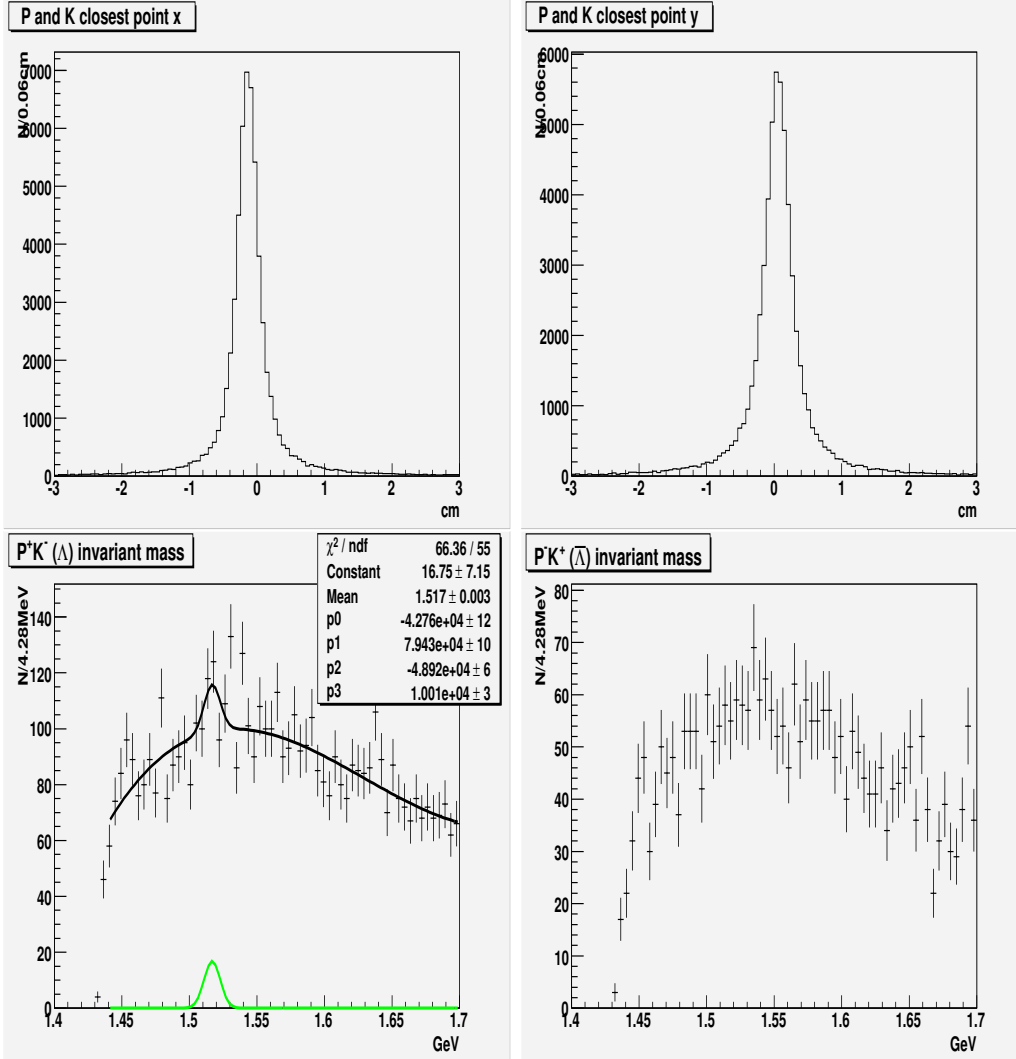 P and K closest point x
N/0.06cm
7000
6000
5000
4000
3000
2000
1000
0
-3 -2 -1 0 1 2 3
cm
P and K closest point y
N/0.06cm
6000
5000
4000
3000
2000
1000
0
-3 -2 -1 0 1 2 3
cm
P⁺K⁻ (Λ) invariant mass
N/4.28MeV
χ² / ndf 66.36 / 55
Constant 16.75 ± 7.15
Mean 1.517 ± 0.003
p0 -4.276e+04 ± 12
p1 7.943e+04 ± 10
p2 -4.892e+04 ± 6
p3 1.001e+04 ± 3
140
120
100
80
60
40
20
0
1.4 1.45 1.5 1.55 1.6 1.65 1.7
GeV
P⁻K⁺ (Λ̅) invariant mass
N/4.28MeV
80
70
60
50
40
30
20
10
0
1.4 1.45 1.5 1.55 1.6 1.65 1.7
GeV